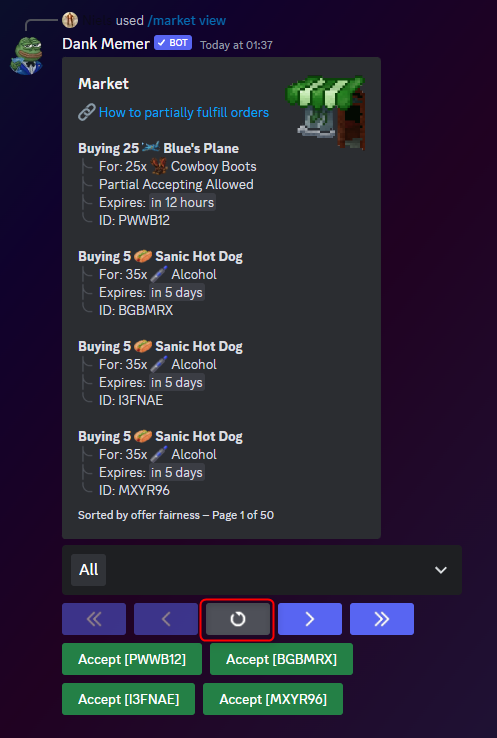 used /market view
Dank Memer ✓ BOT Today at 01:37
Market
How to partially fulfill orders
Buying 25 Blue's Plane
For: 25x Cowboy Boots
Partial Accepting Allowed
Expires: in 12 hours
ID: PWWB12
Buying 5 Sanic Hot Dog
For: 35x Alcohol
Expires: in 5 days
ID: BGBMRX
Buying 5 Sanic Hot Dog
For: 35x Alcohol
Expires: in 5 days
ID: I3FNAE
Buying 5 Sanic Hot Dog
For: 35x Alcohol
Expires: in 5 days
ID: MXYR96
Sorted by offer fairness – Page 1 of 50
All
Accept [PWWB12] Accept [BGBMRX]
Accept [I3FNAE] Accept [MXYR96]